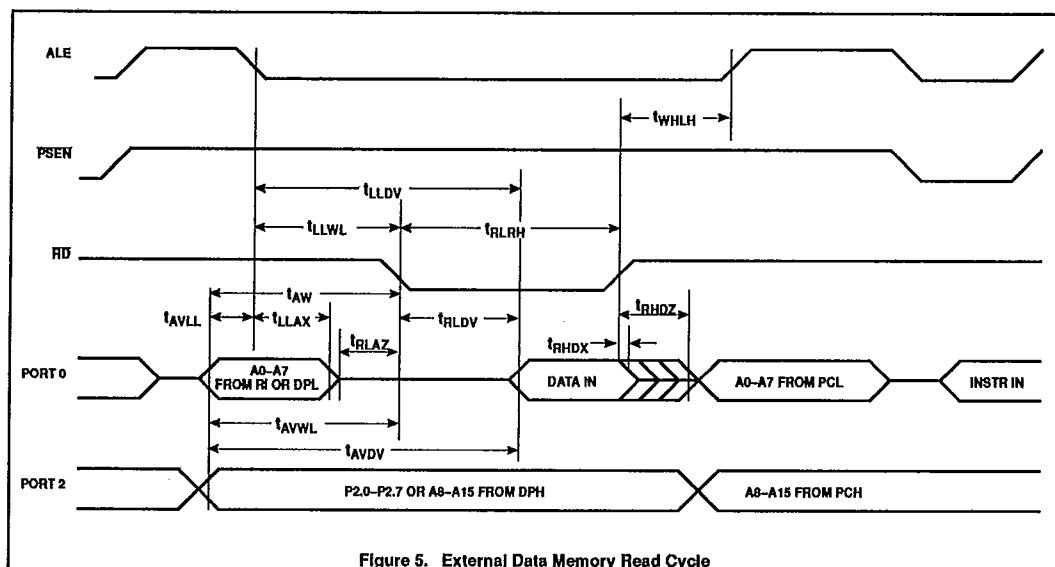 ALE
tWHLH
PSEN
tLLDV
tLLWL
tRLRH
RD
tAW
tAVLL
tLLAX
tRLDV
tRHDZ
tRLAZ
tRHDX
PORT 0
A0–A7
FROM RI OR DPL
DATA IN
A0–A7 FROM PCL
INSTR IN
tAVWL
tAVDV
PORT 2
P2.0–P2.7 OR A8–A15 FROM DPH
A8–A15 FROM PCH
Figure 5. External Data Memory Read Cycle